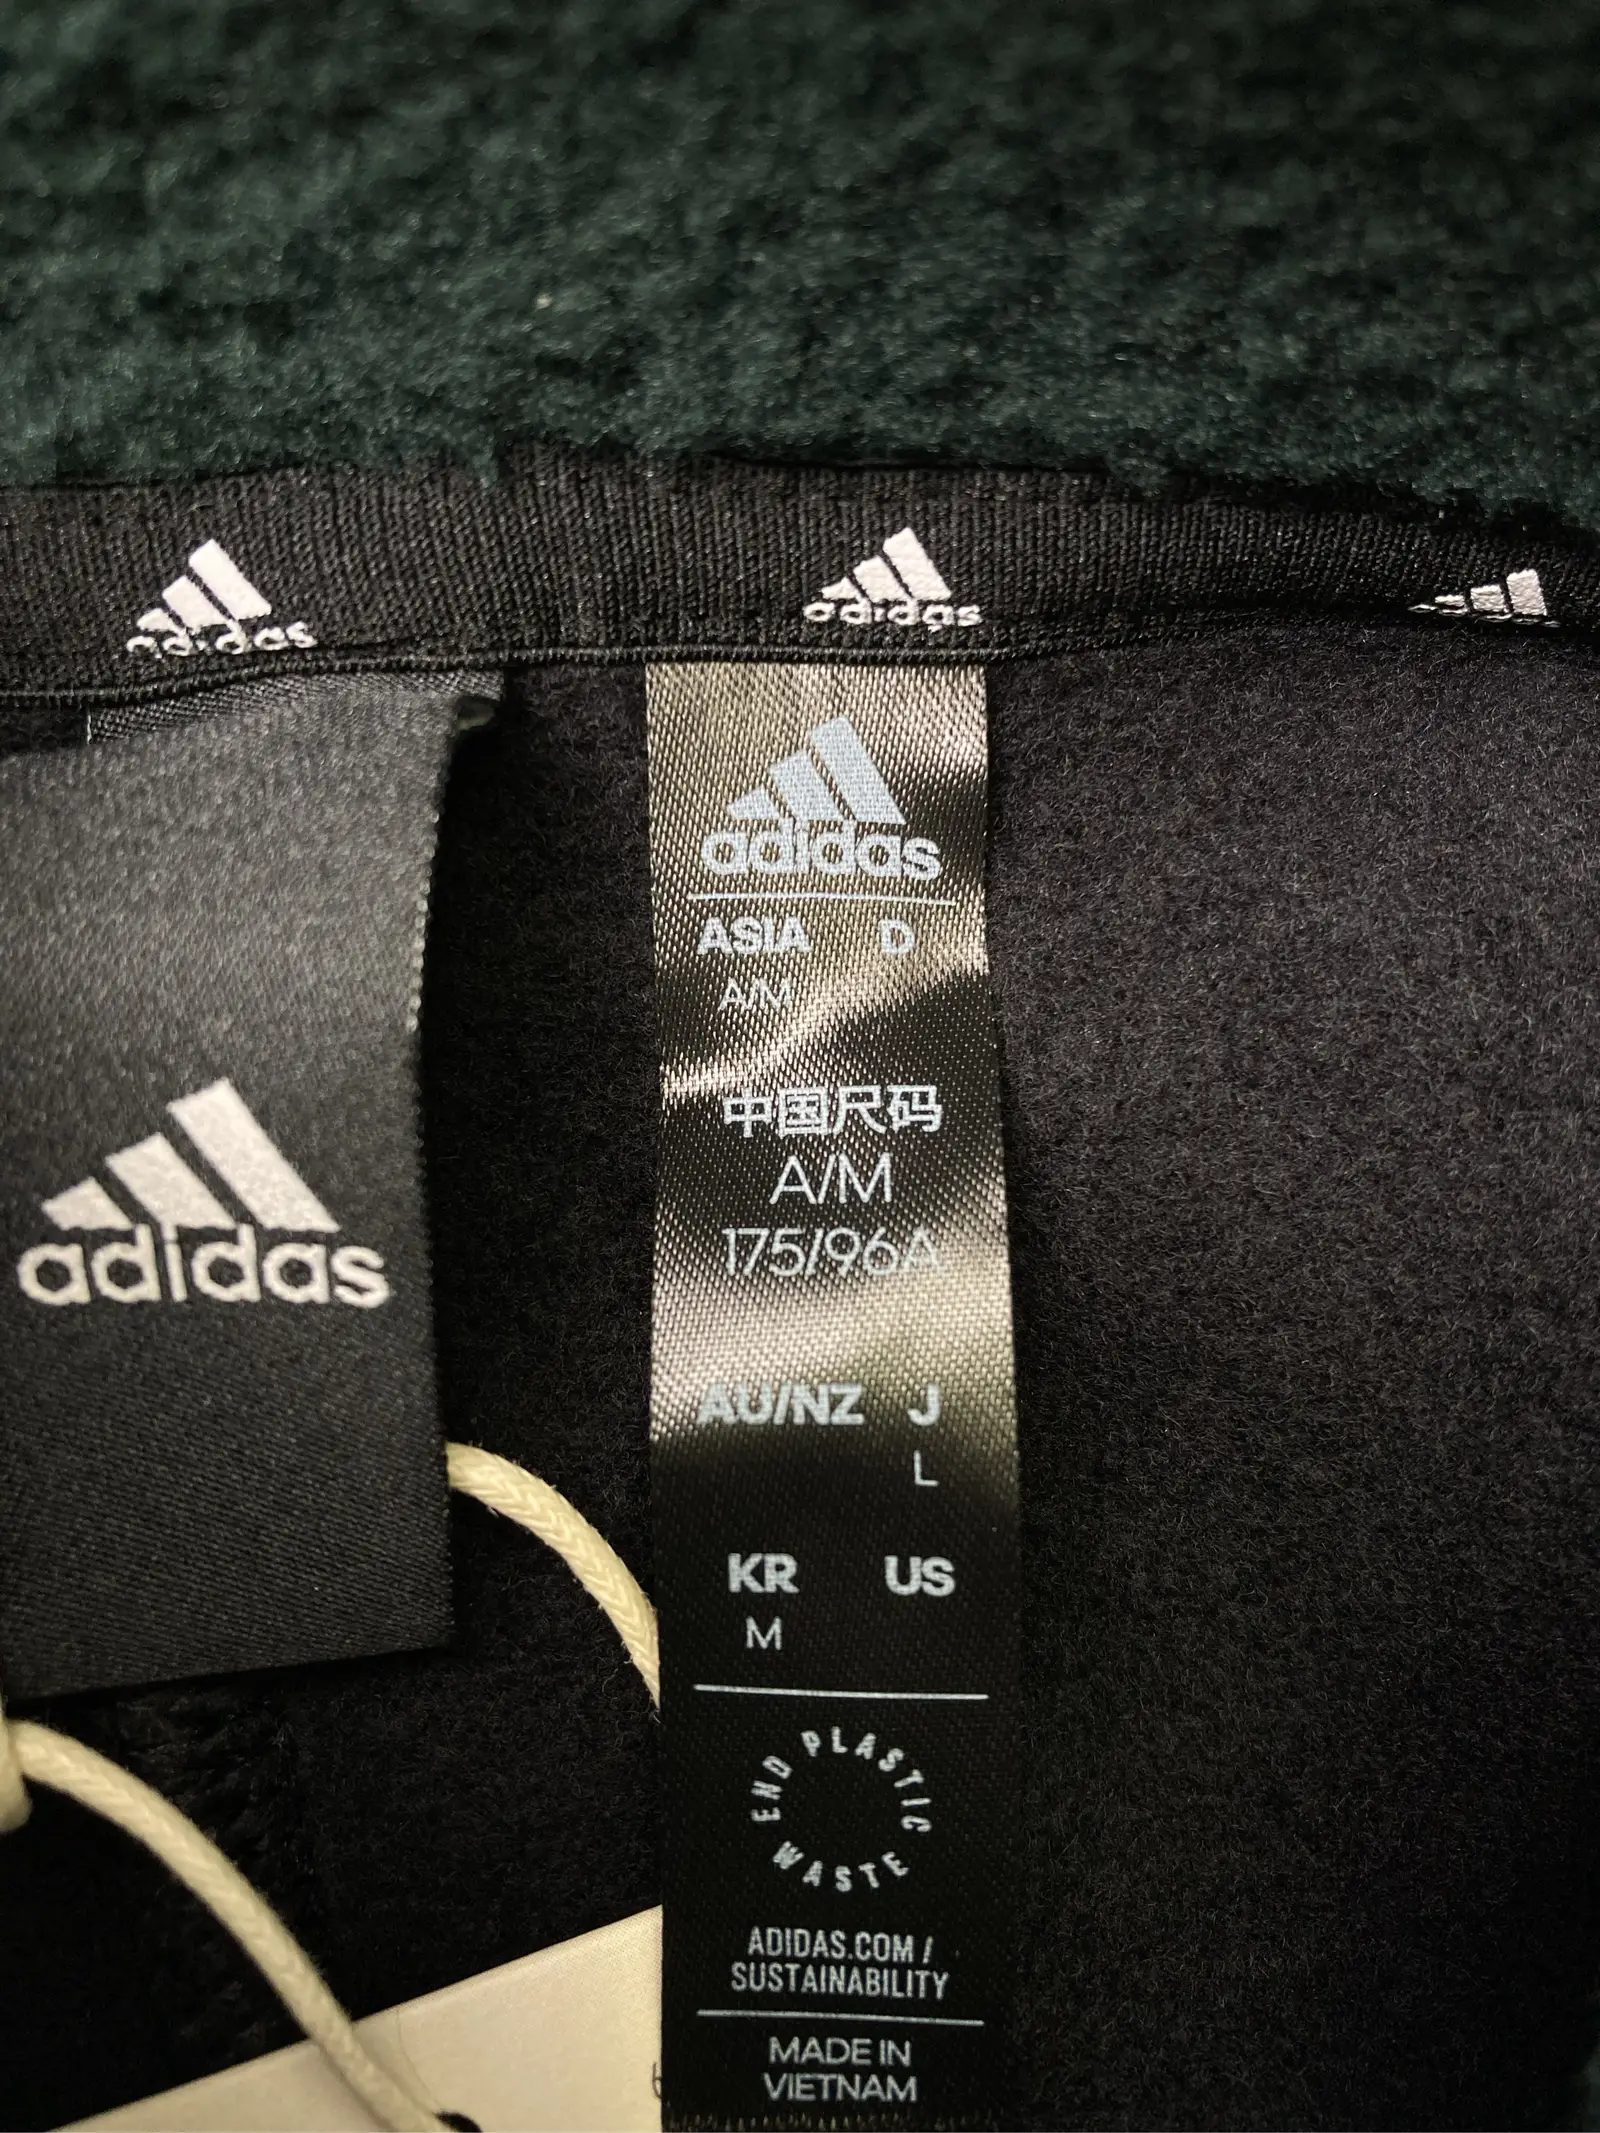 adidas
adidas
adidas
adidas
ASIA D
A/M
中国尺码
A/M
175/96A
AU/NZ J
L
KR US
M
END PLASTIC WASTE
ADIDAS.COM /
SUSTAINABILITY
MADE IN
VIETNAM